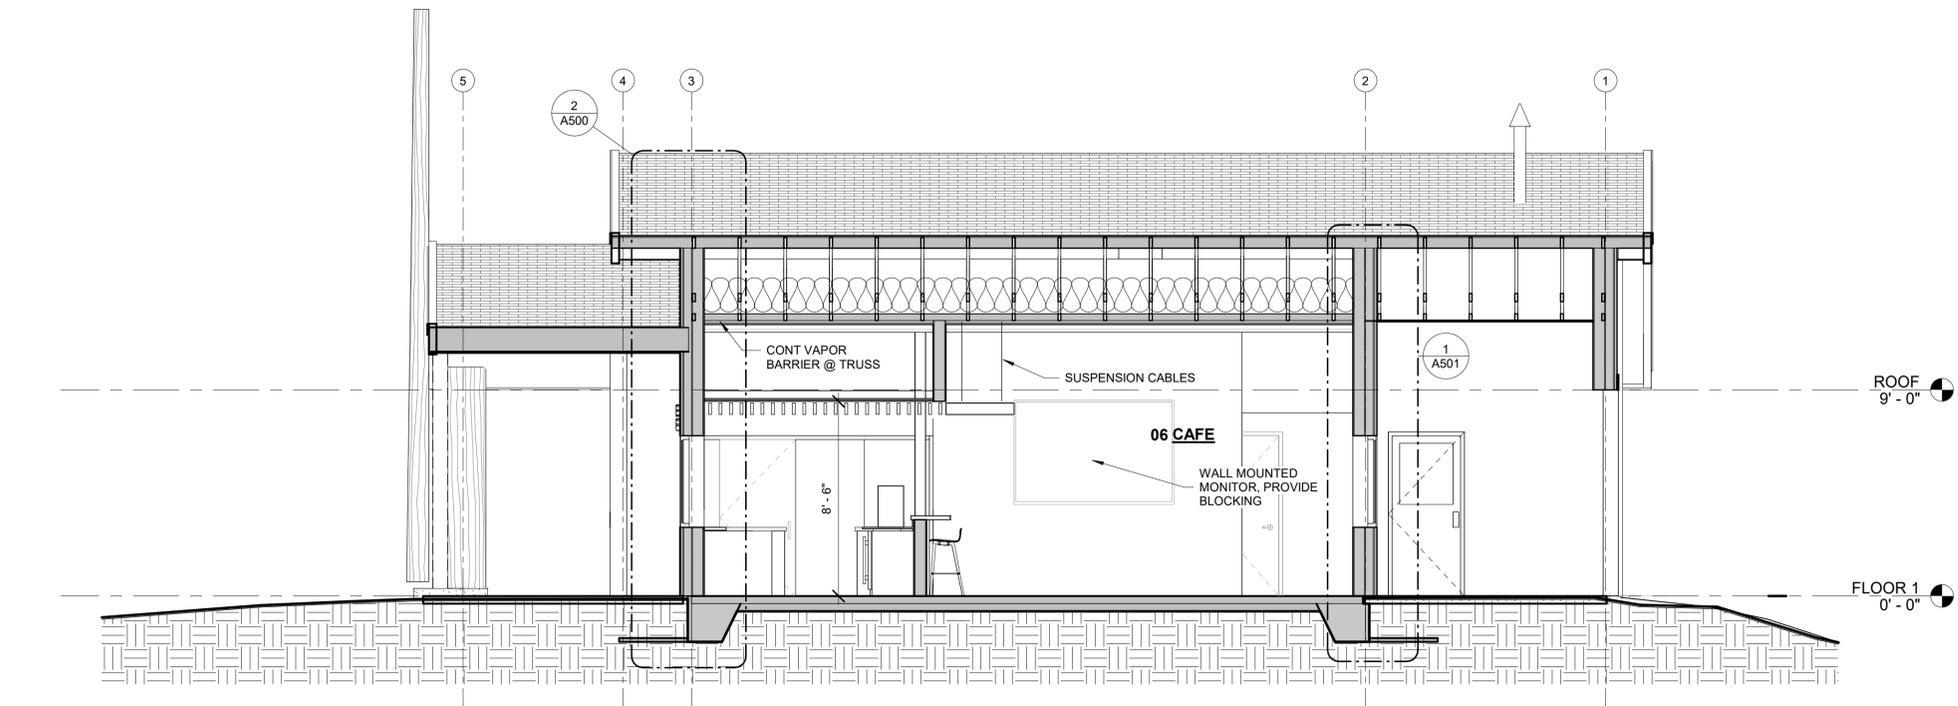 5
4
3
2
1
2
A500
CONT VAPOR
BARRIER @ TRUSS
SUSPENSION CABLES
1
A501
ROOF
9' - 0"
06 CAFE
WALL MOUNTED
MONITOR, PROVIDE
BLOCKING
8' - 6"
FLOOR 1
0' - 0"